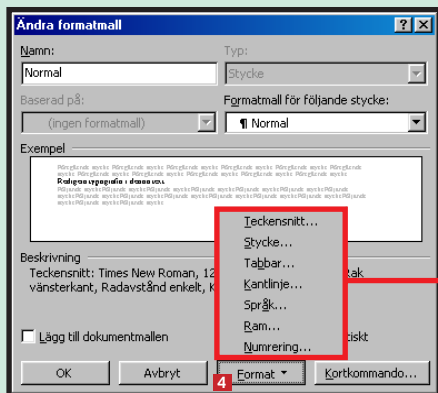 Ändra formatmall
Namn:
Typ:
Normal
Stycke
Baserad på:
Formatmall för följande stycke:
(ingen formatmall)
¶ Normal
Exempel
Teckensnitt...
Stycke...
Tabbar...
Kantlinje...
Språk...
Ram...
Numrering...
Beskrivning
Teckensnitt: Times New Roman, 12
vänsterkant, Radavstånd enkelt, K
Lägg till dokumentmallen
OK
Avbryt
4
Format
Kortkommando...